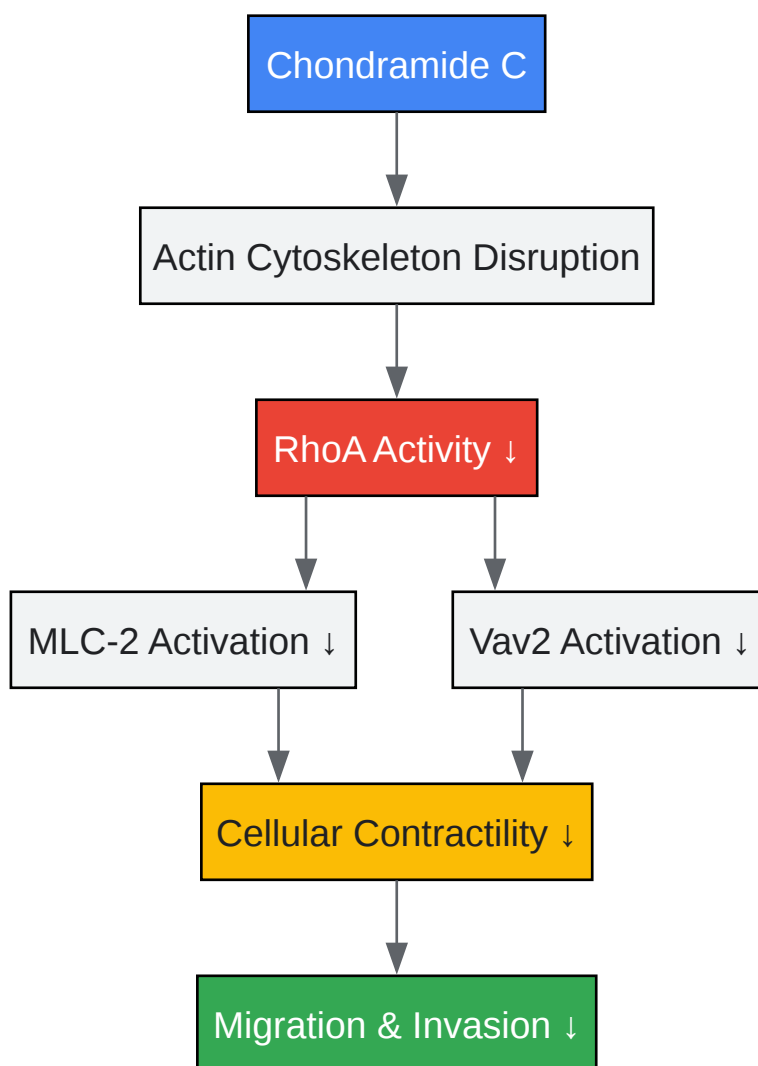 Chondramide C
Actin Cytoskeleton Disruption
RhoA Activity ↓
MLC-2 Activation ↓
Vav2 Activation ↓
Cellular Contractility ↓
Migration & Invasion ↓